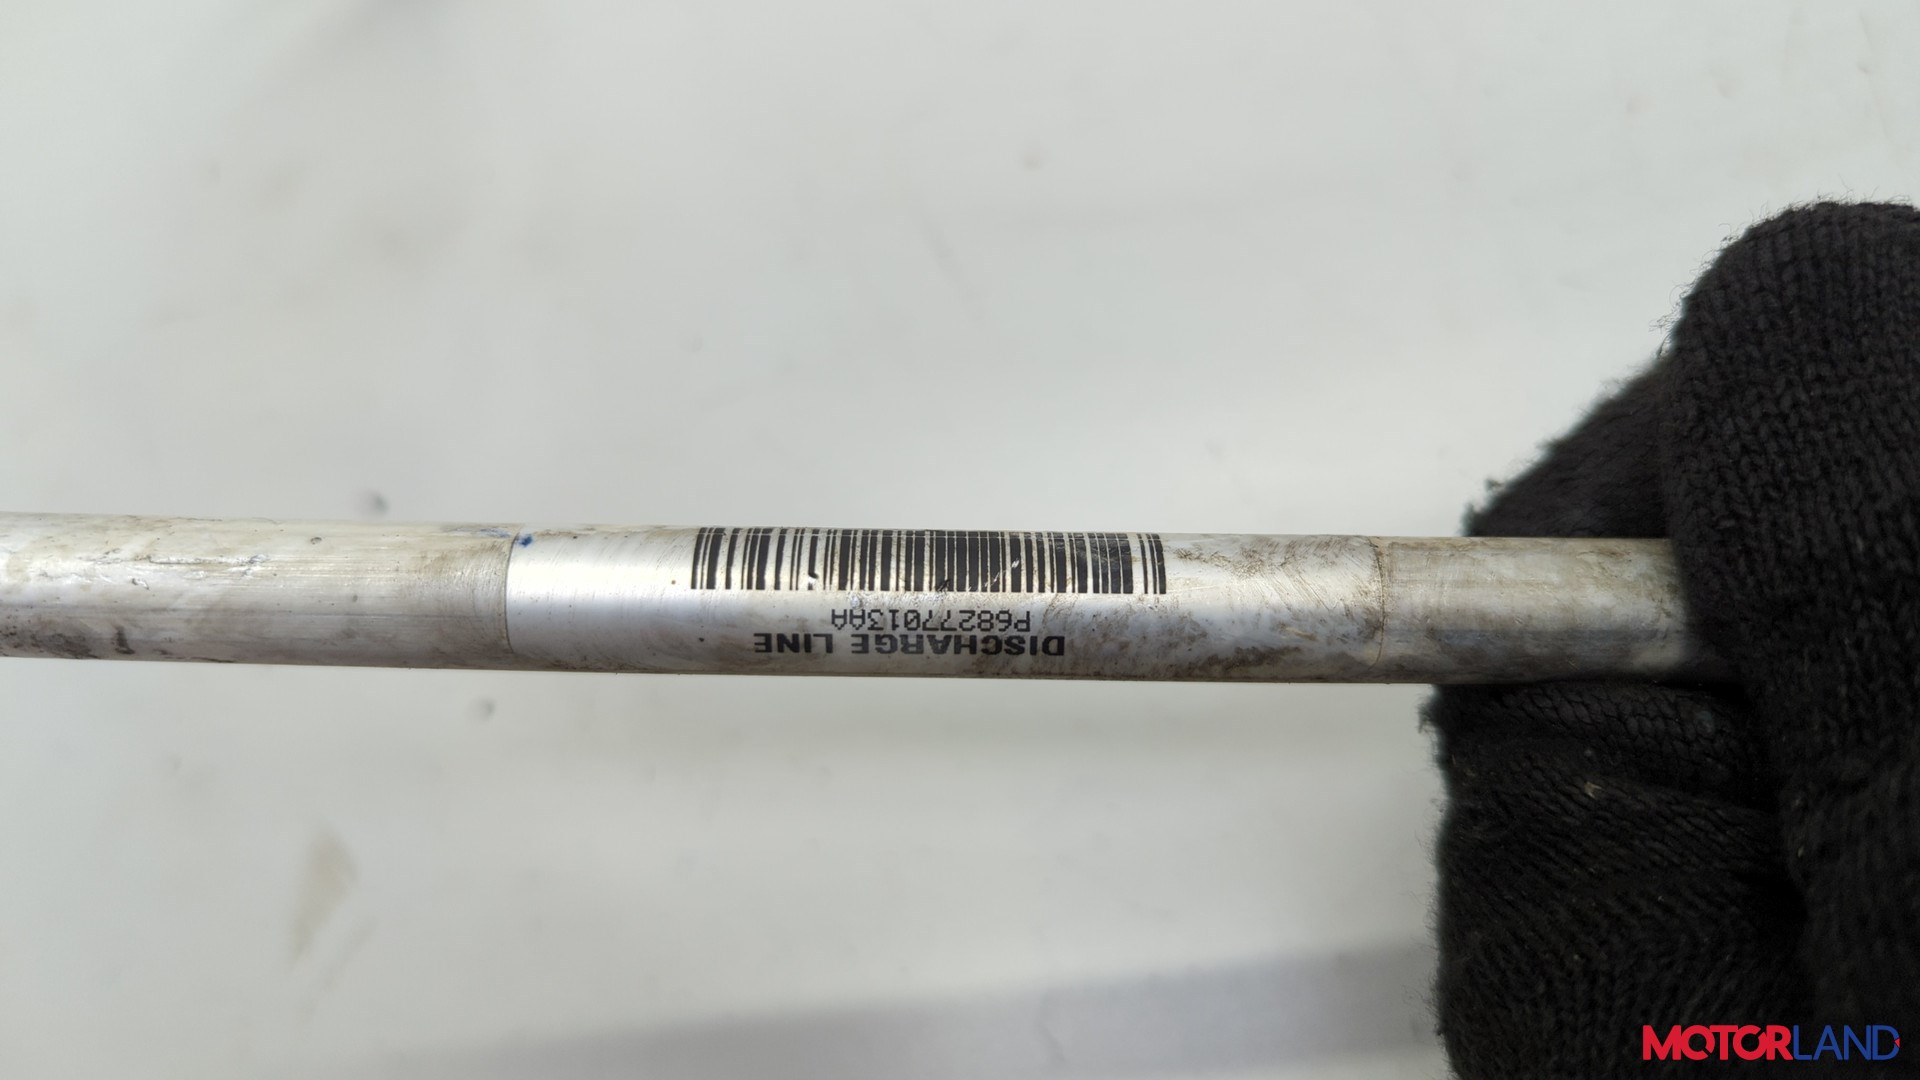 DISCHARGE LINE
P68277013AA
MOTORLAND